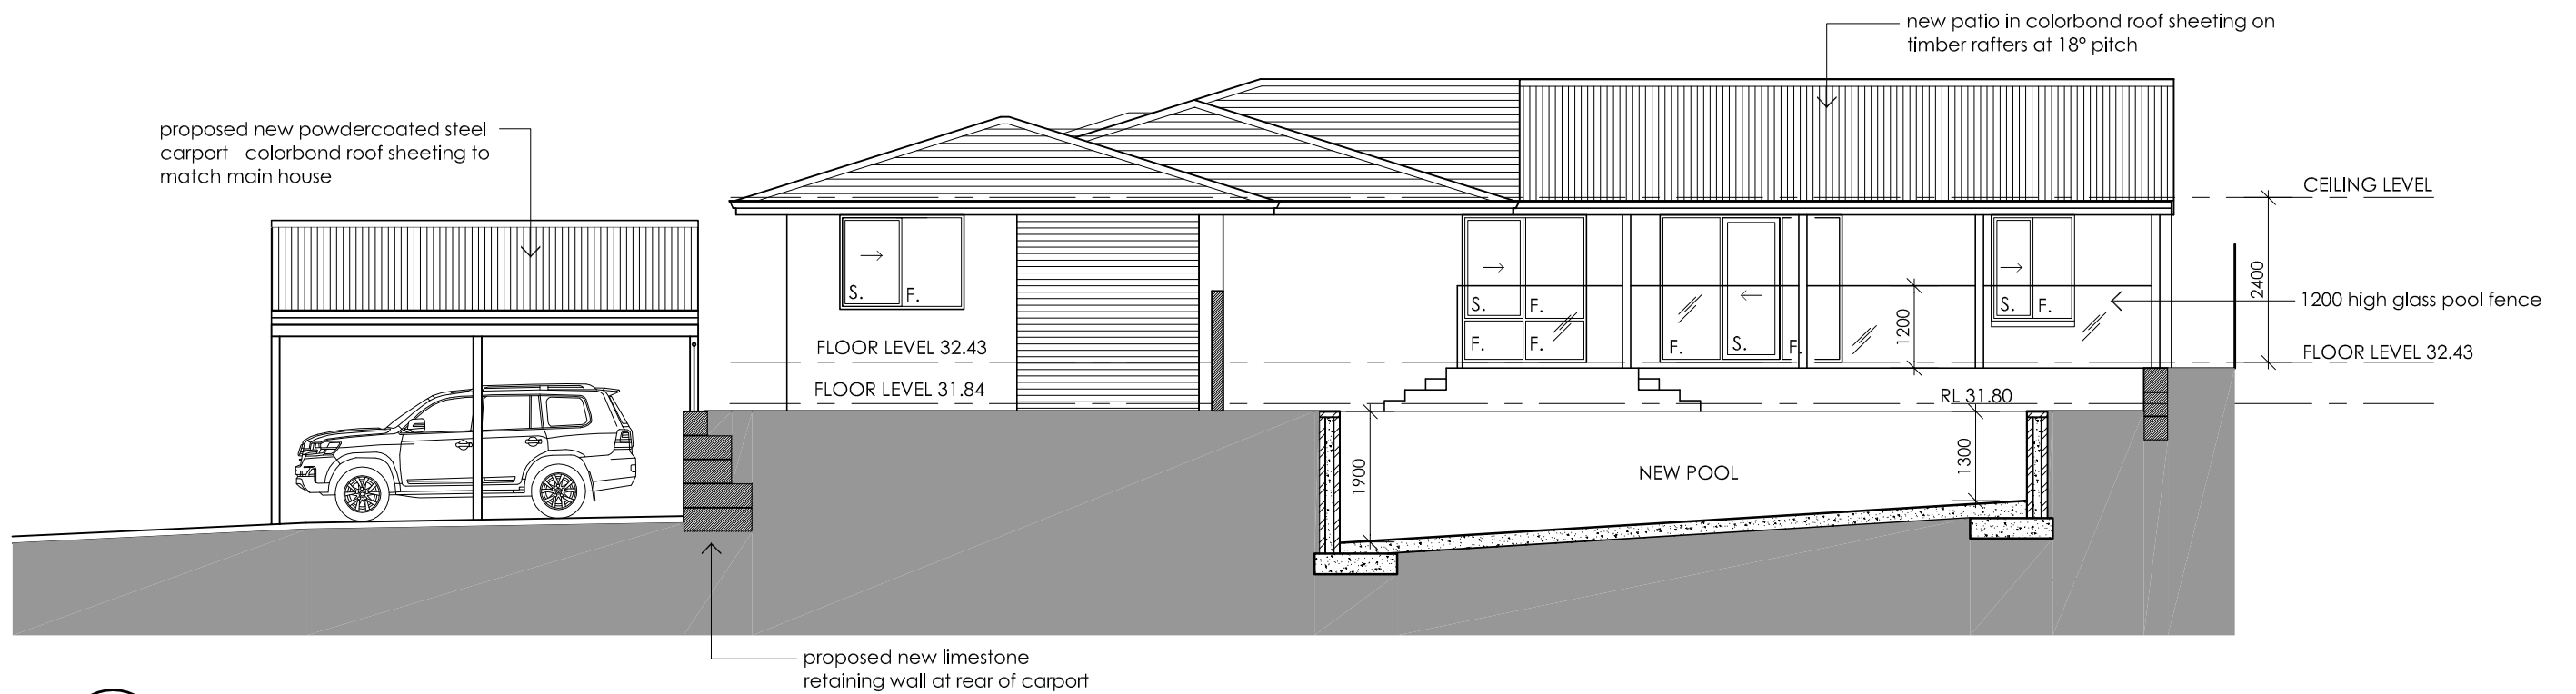 new patio in colorbond roof sheeting on
timber rafters at 18° pitch
proposed new powdercoated steel
carport - colorbond roof sheeting to
match main house
CEILING LEVEL
2400
1200 high glass pool fence
S. F.
S. F.
F. F.
F. S. F.
S. F.
1200
FLOOR LEVEL 32.43
FLOOR LEVEL 32.43
FLOOR LEVEL 31.84
RL 31.80
1900
NEW POOL
1300
proposed new limestone
retaining wall at rear of carport